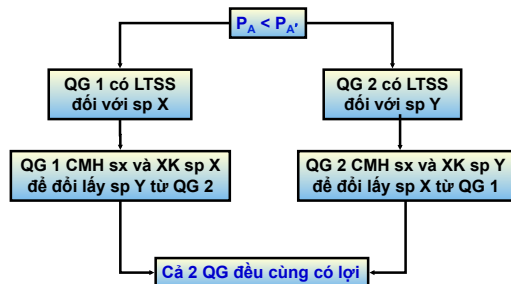 P_A < P_A'
QG 1 có LTSS
đối với sp X
QG 2 có LTSS
đối với sp Y
QG 1 CMH sx và XK sp X
để đổi lấy sp Y từ QG 2
QG 2 CMH sx và XK sp Y
để đổi lấy sp X từ QG 1
Cả 2 QG đều cùng có lợi